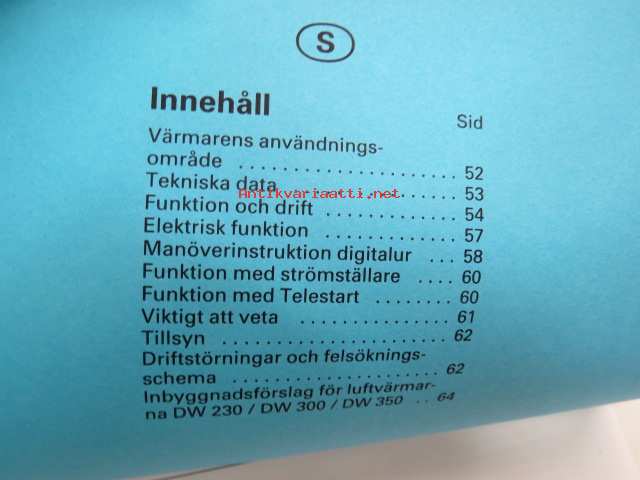 S
Innehåll
Sid
Värmarens användnings-
område . . . . . . . . . . . . . . . . . . . . . . 52
Tekniska data . . . . . . . . . . . . . . . . . 53
Antikvariaatti.net
Funktion och drift . . . . . . . . . . . . . . 54
Elektrisk funktion . . . . . . . . . . . . . 57
Manöverinstruktion digitalur . . . . 58
Funktion med strömställare . . . . 60
Funktion med Telestart . . . . . . . . 60
Viktigt att veta . . . . . . . . . . . . . . . 61
Tillsyn . . . . . . . . . . . . . . . . . . . . . . 62
Driftstörningar och felsöknings-
schema . . . . . . . . . . . . . . . . . . . . 62
Inbyggnadsförslag för luftvärmar-
na DW 230 / DW 300 / DW 350 . . 64